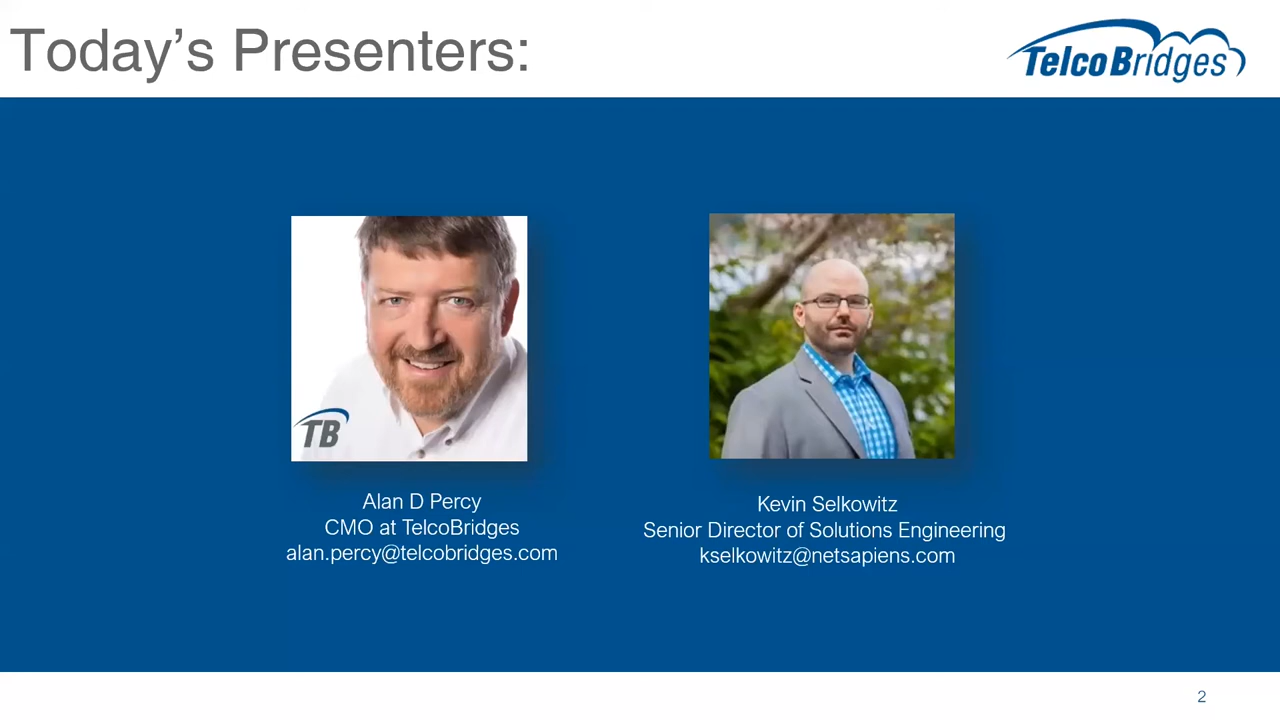 Today's Presenters:
TelcoBridges
TB
Alan D Percy
CMO at TelcoBridges
alan.percy@telcobridges.com
Kevin Selkowitz
Senior Director of Solutions Engineering
kselkowitz@netsapiens.com
2